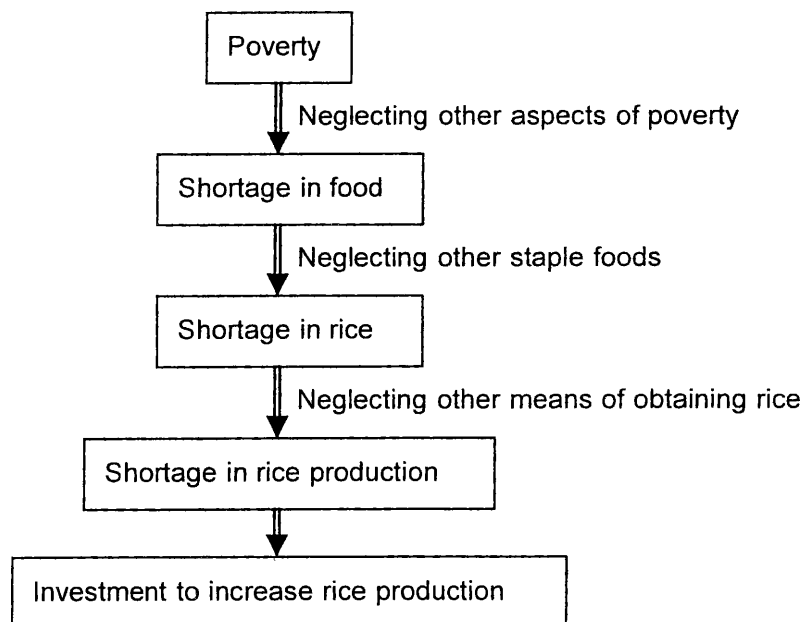 Poverty
Neglecting other aspects of poverty
Shortage in food
Neglecting other staple foods
Shortage in rice
Neglecting other means of obtaining rice
Shortage in rice production
Investment to increase rice production